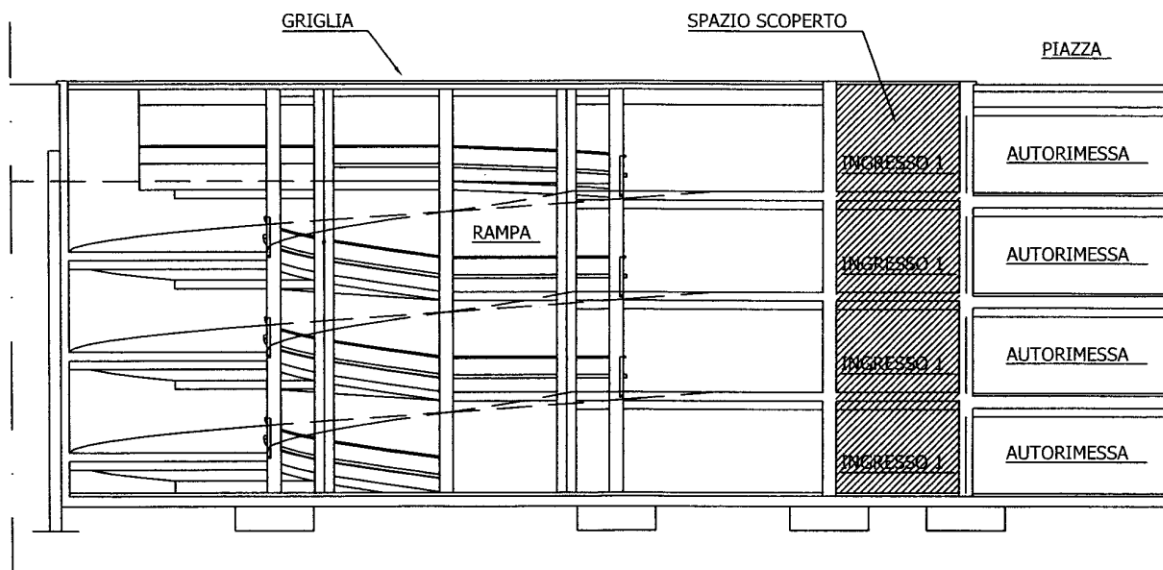 GRIGLIA
SPAZIO SCOPERTO
PIAZZA
INGRESSO 1
AUTORIMESSA
RAMPA
INGRESSO 1
AUTORIMESSA
INGRESSO 1
AUTORIMESSA
INGRESSO 1
AUTORIMESSA